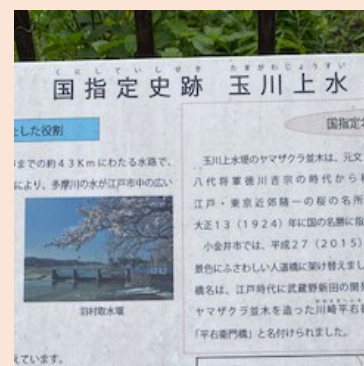 くにしていしせき たまがわじょうすい
国指定史跡 玉川上水
した役割
までの約43Kmにわたる水路で、
により、多摩川の水が江戸市中の広い
羽村取水堰
えています。
国指定
玉川上水堤のヤマザクラ並木は、元文
八代将軍徳川吉宗の時代から
江戸・東京近郊随一の桜の名所
大正13(1924)年に国の名勝に指
小金井市では、平成27(2015)
景色にふさわしい人道橋に架け替えまし
橋名は、江戸時代に武蔵野新田の開
ヤマザクラ並木を造った川崎平右
「平右衛門橋」と名付けられました。